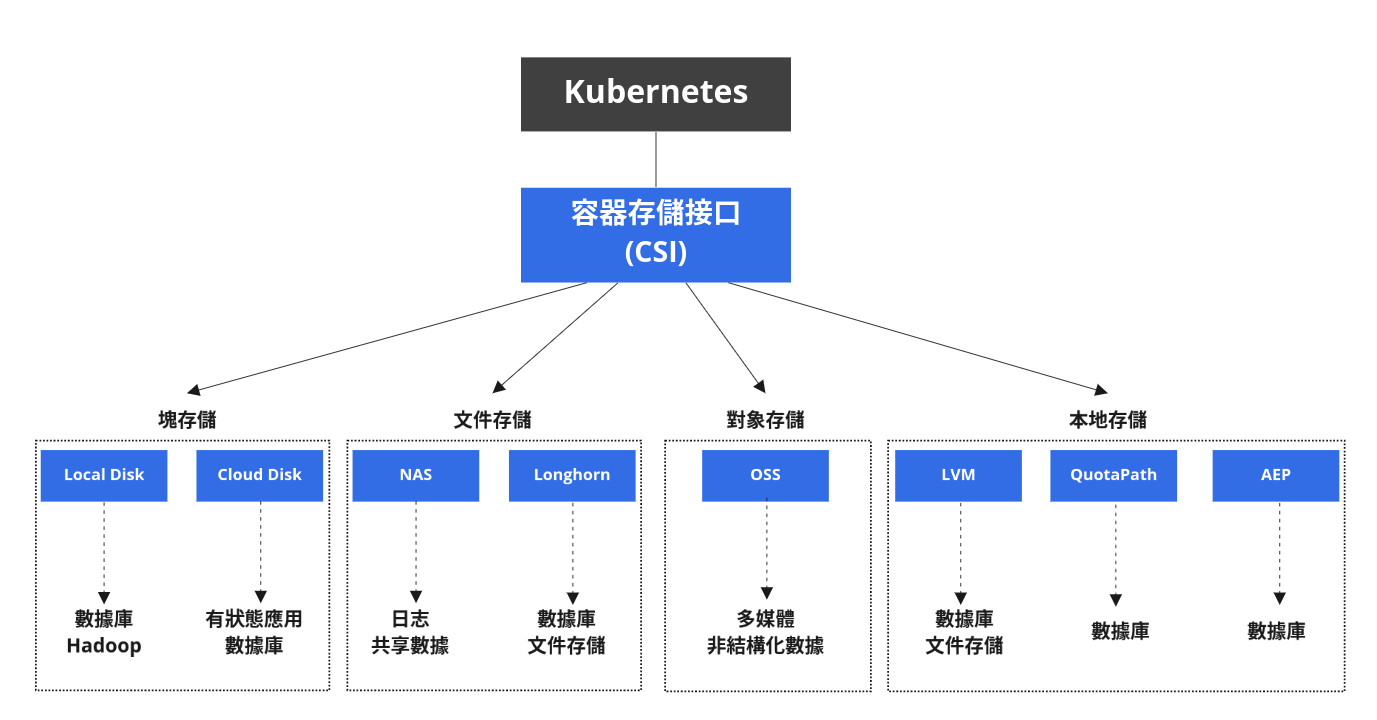 Kubernetes
容器存儲接口
(CSI)
塊存儲
文件存儲
對象存儲
本地存儲
Local Disk
Cloud Disk
NAS
Longhorn
OSS
LVM
QuotaPath
AEP
數據庫
Hadoop
有狀態應用
數據庫
日志
共享數據
數據庫
文件存儲
多媒體
非結構化數據
數據庫
文件存儲
數據庫
數據庫